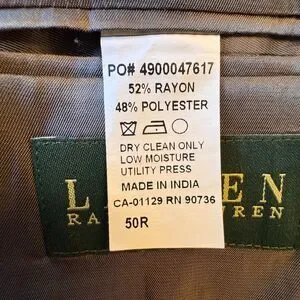 PO# 4900047617
52% RAYON
48% POLYESTER
DRY CLEAN ONLY
LOW MOISTURE
UTILITY PRESS
MADE IN INDIA
CA-01129 RN 90736
50R